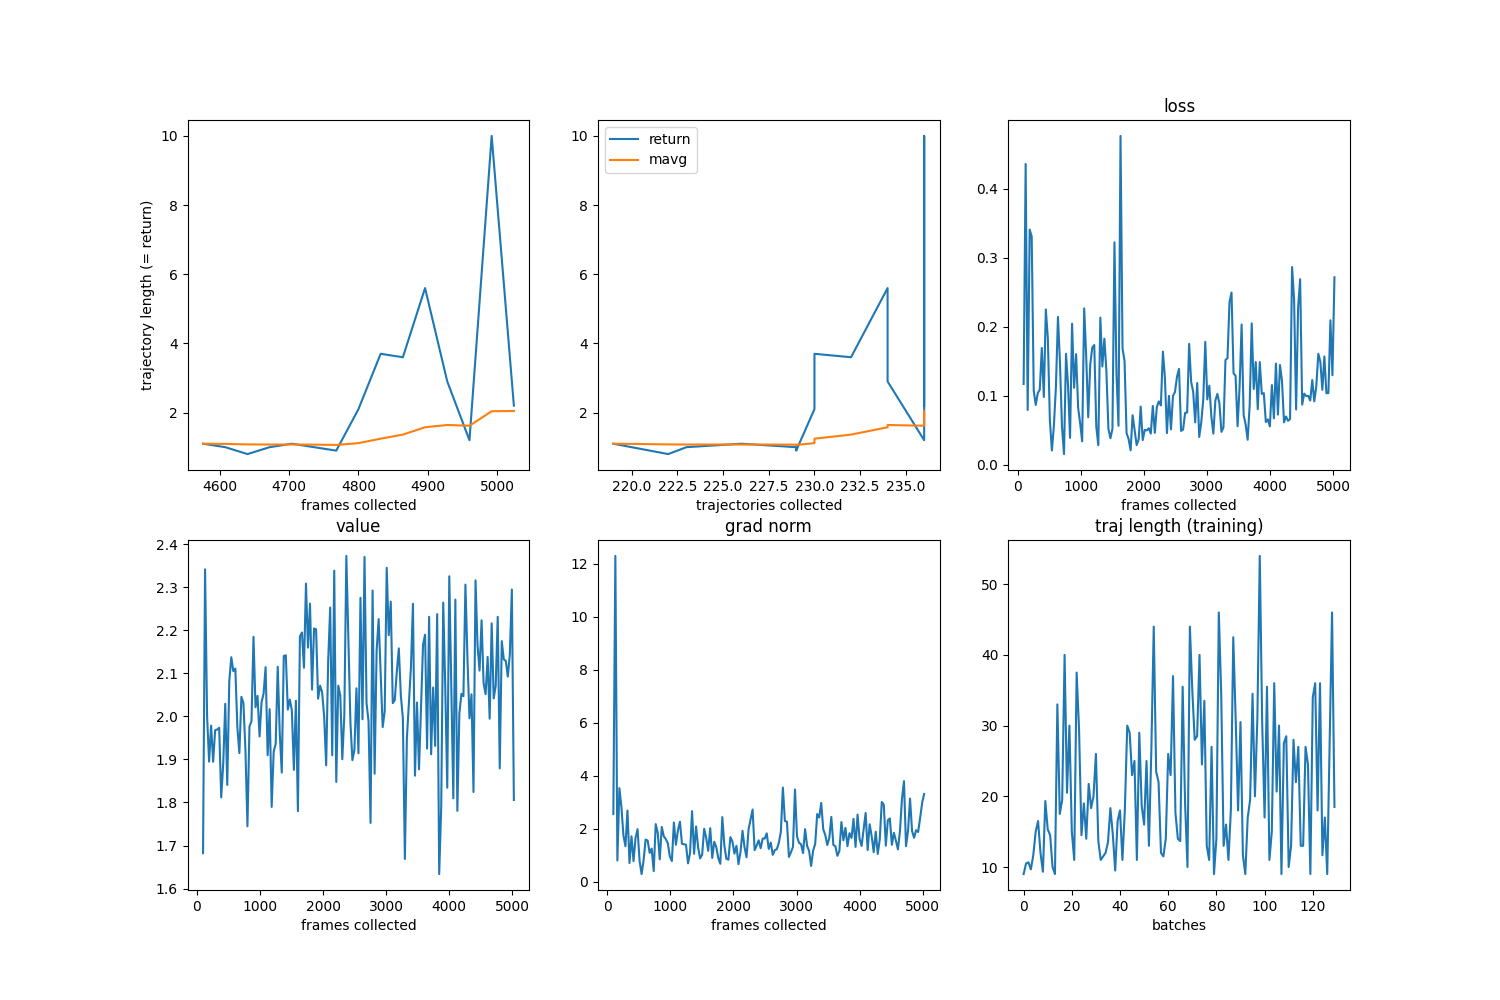 loss
10
8
6
4
2
trajectory length (= return)
4600 4700 4800 4900 5000
frames collected
return
mavg
10
8
6
4
2
220.0 222.5 225.0 227.5 230.0 232.5 235.0
trajectories collected
0.4
0.3
0.2
0.1
0.0
0 1000 2000 3000 4000 5000
frames collected
value
2.4
2.3
2.2
2.1
2.0
1.9
1.8
1.7
1.6
0 1000 2000 3000 4000 5000
frames collected
grad norm
12
10
8
6
4
2
0
0 1000 2000 3000 4000 5000
frames collected
traj length (training)
50
40
30
20
10
0 20 40 60 80 100 120
batches